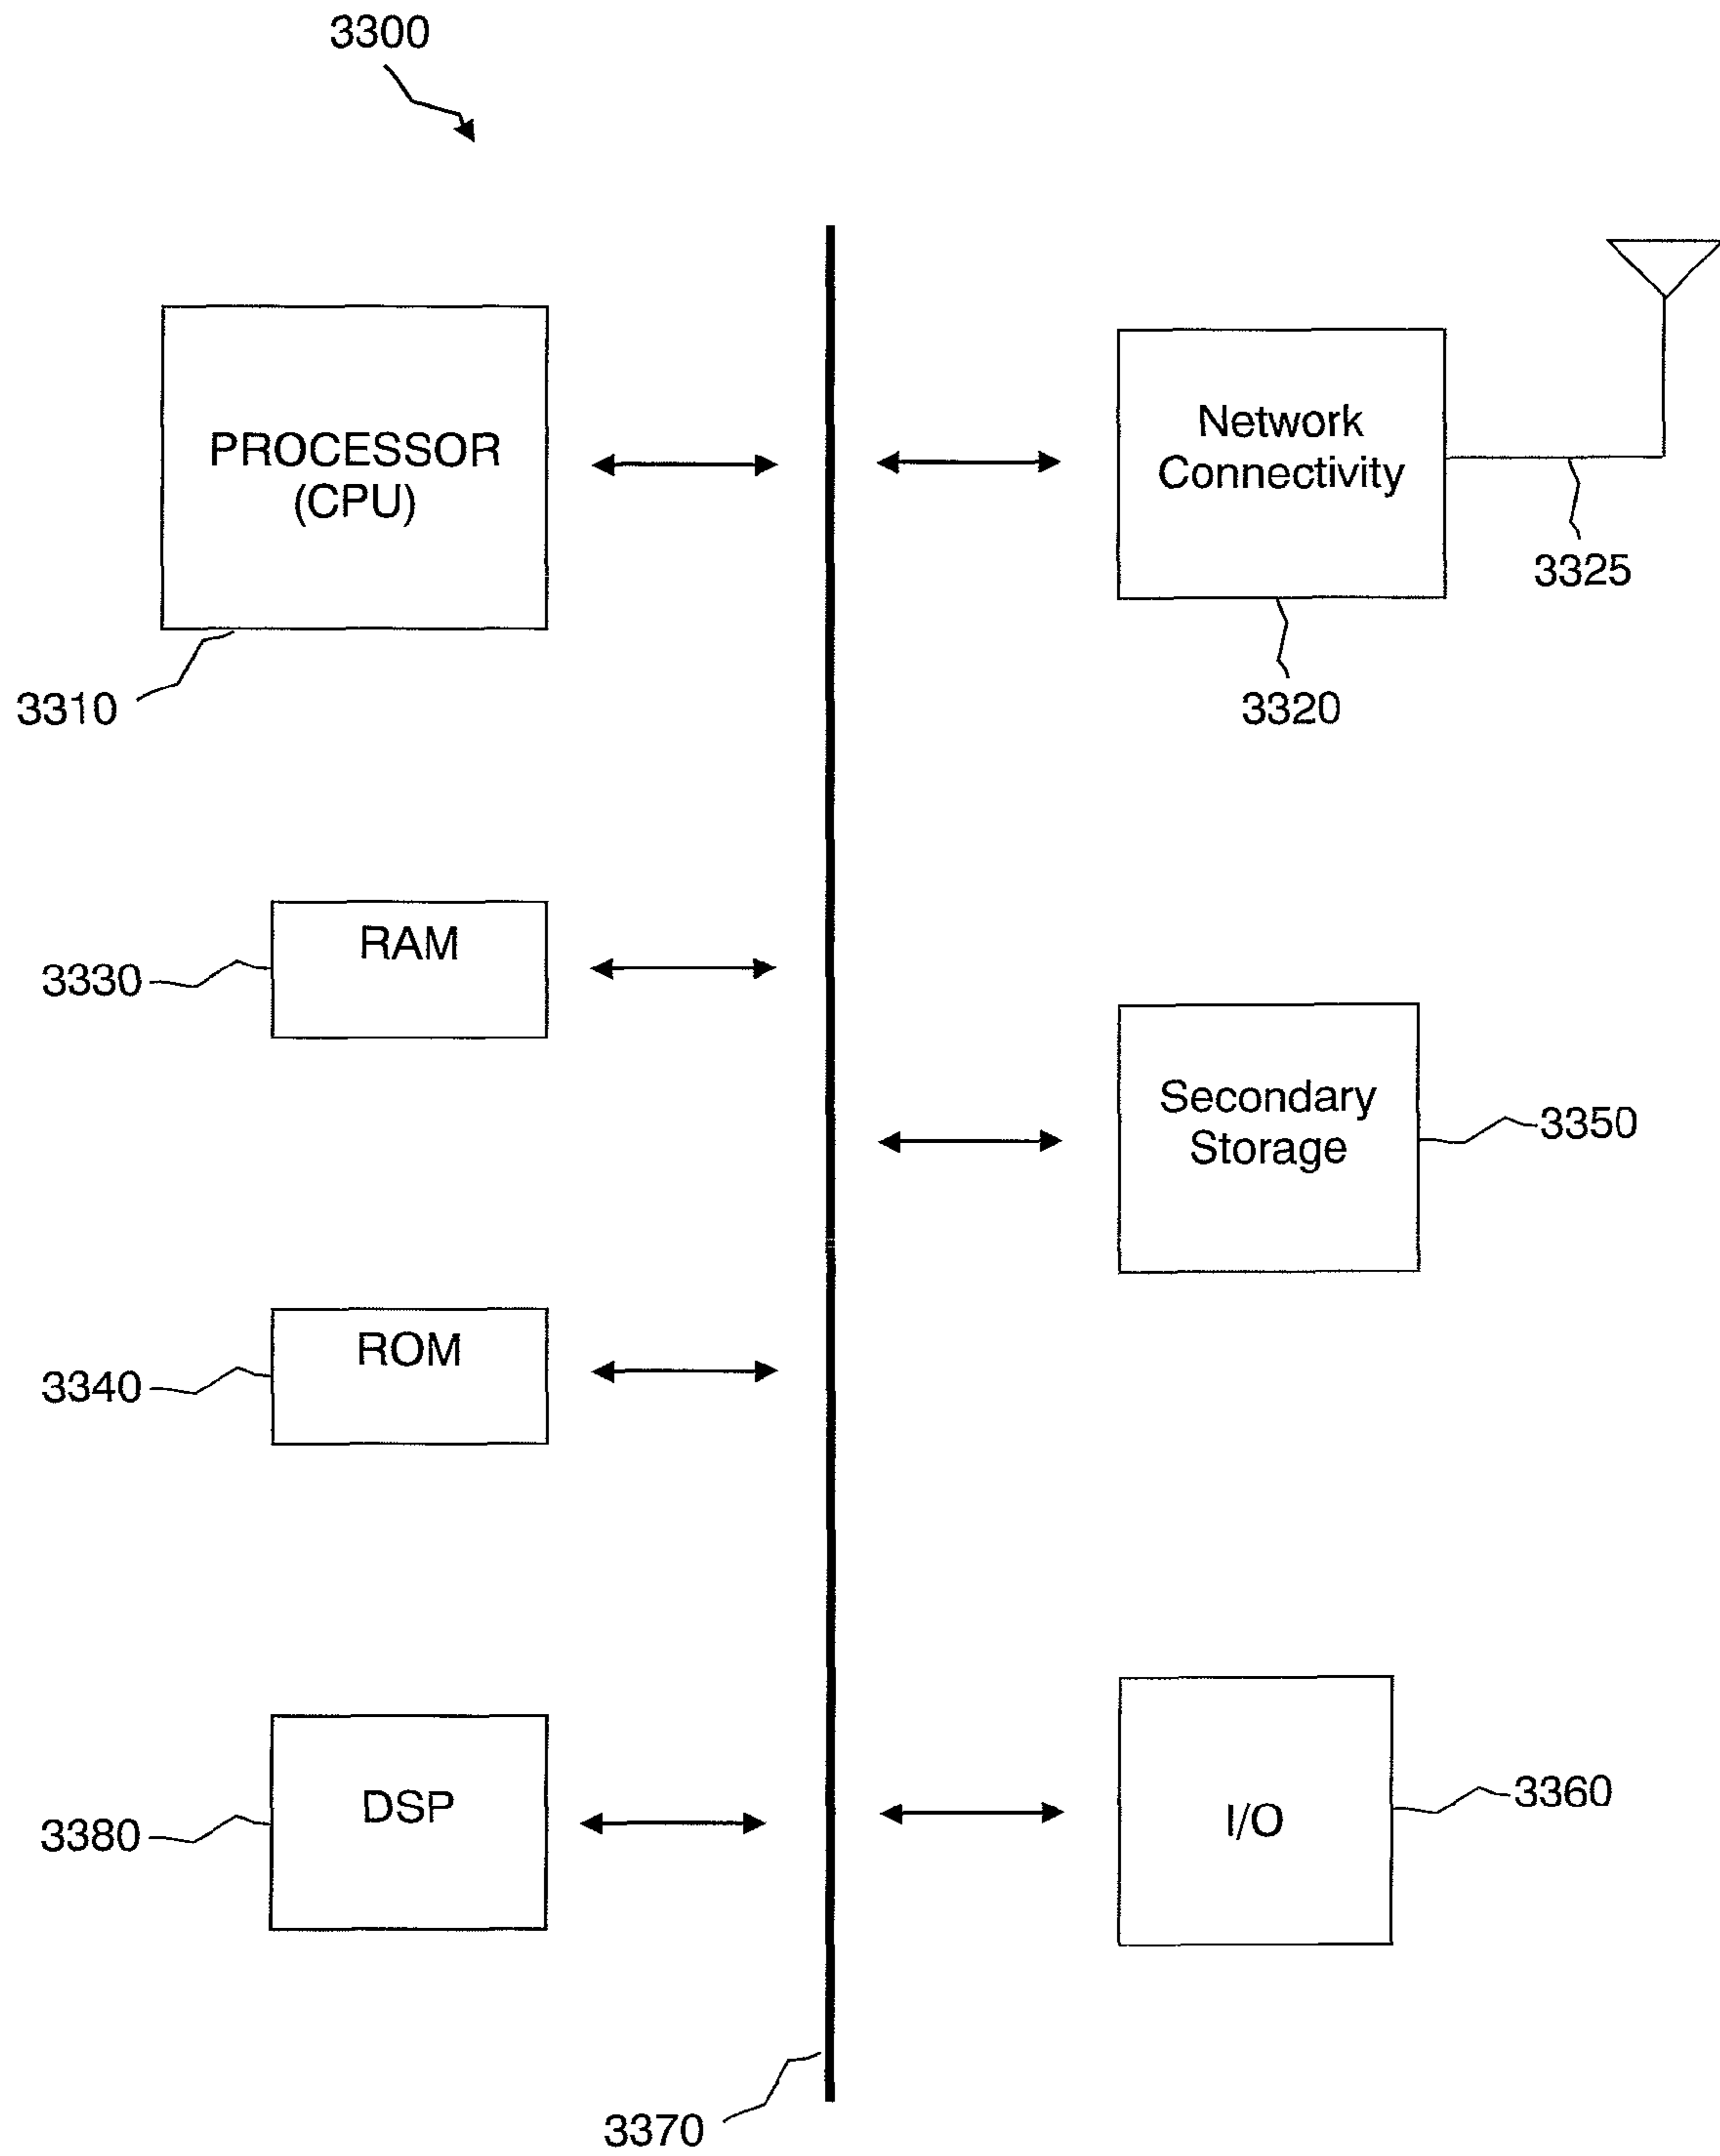 3300
PROCESSOR
(CPU)
3310
Network
Connectivity
3325
3320
RAM
3330
Secondary
Storage
3350
ROM
3340
DSP
3380
I/O
3360
3370